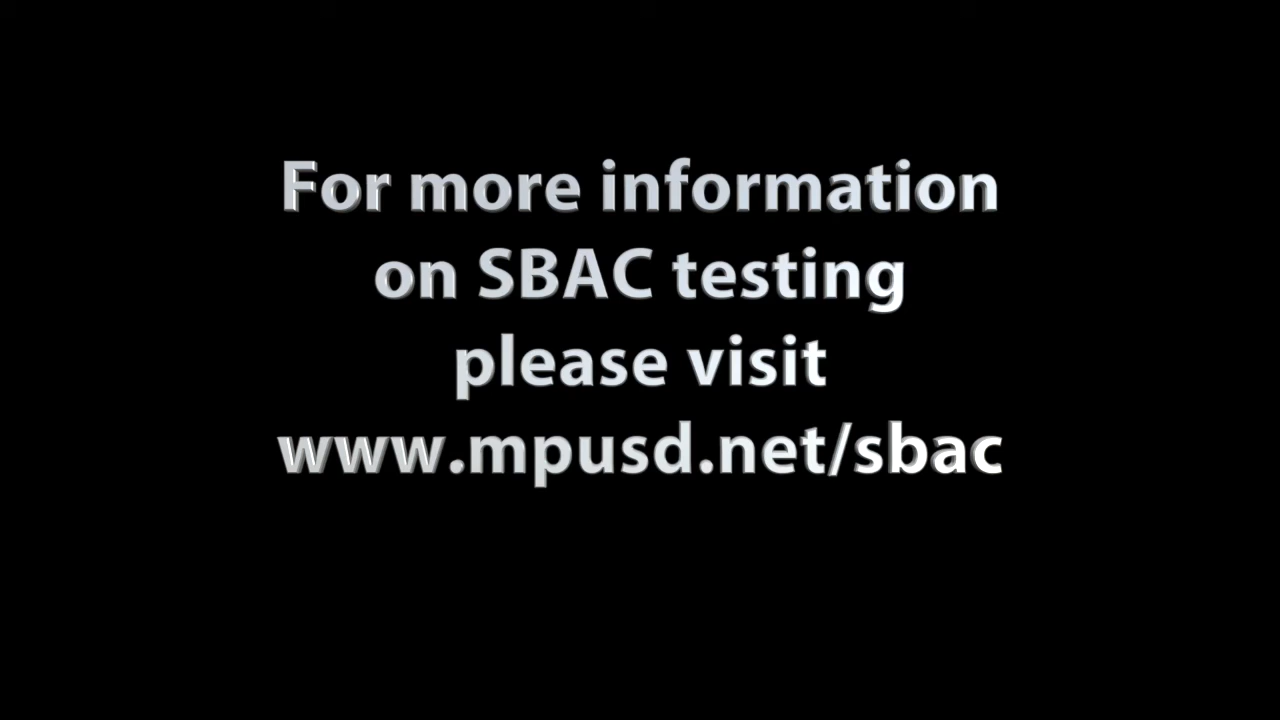 For more information
on SBAC testing
please visit
www.mpusd.net/sbac